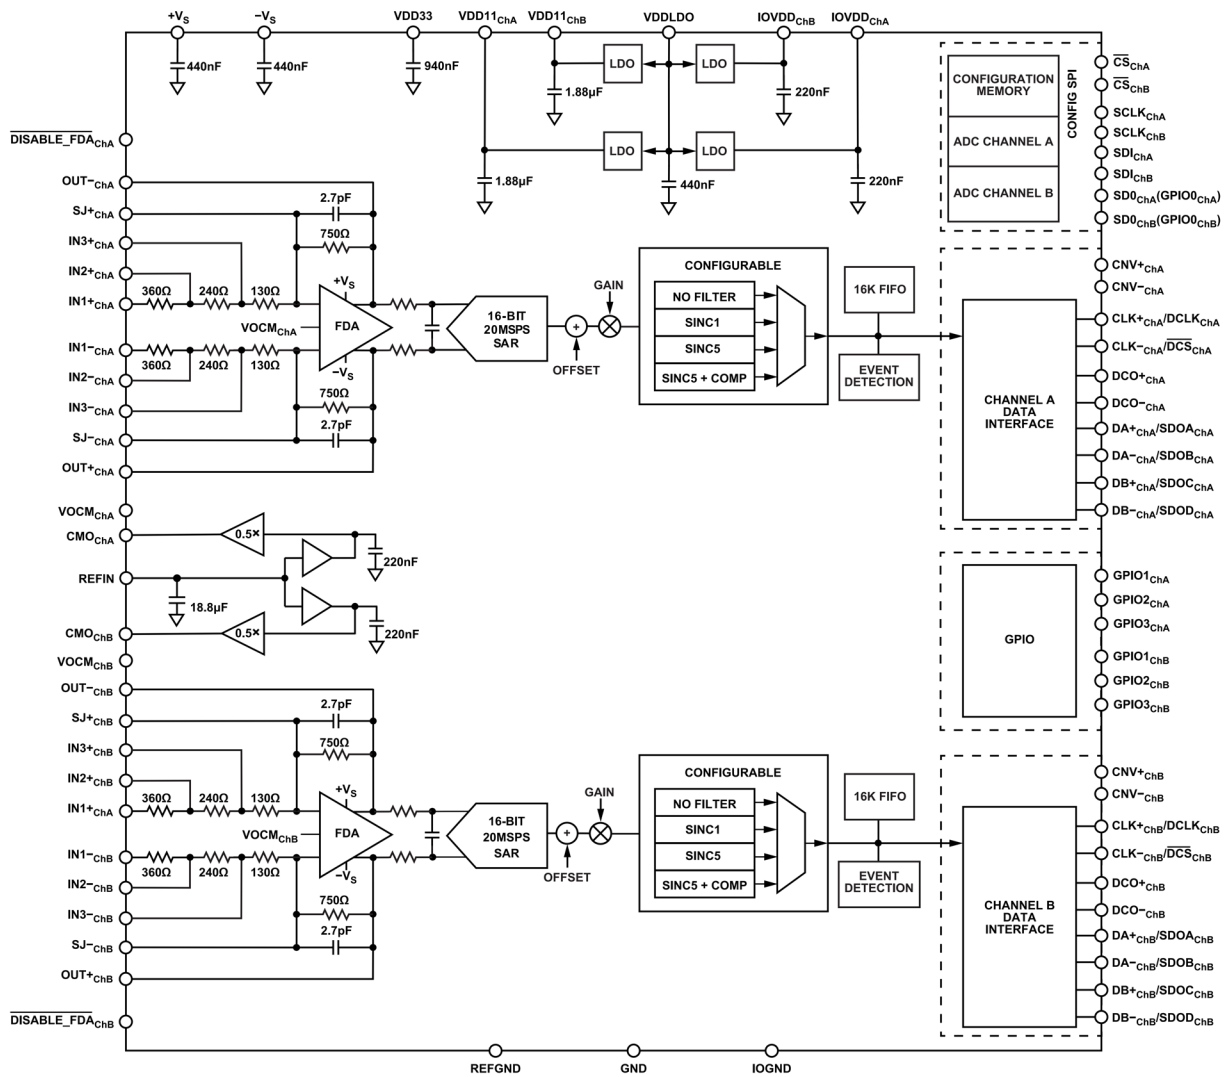 +VS
−VS
VDD33
VDD11ChA
VDD11ChB
VDDLDO
IOVDDChB
IOVDDChA
440nF
440nF
940nF
1.88µF
LDO
LDO
220nF
LDO
LDO
1.88µF
440nF
220nF
CONFIGURATION
MEMORY
ADC CHANNEL A
ADC CHANNEL B
CONFIG SPI
CSChA
CSChB
SCLKChA
SCLKChB
SDIChA
SDIChB
SD0ChA(GPIO0ChA)
SD0ChB(GPIO0ChB)
DISABLE_FDAChA
OUT−ChA
SJ+ChA
IN3+ChA
IN2+ChA
IN1+ChA
IN1−ChA
IN2−ChA
IN3−ChA
SJ−ChA
OUT+ChA
2.7pF
750Ω
360Ω
240Ω
130Ω
+VS
VOCMChA
FDA
−VS
360Ω
240Ω
130Ω
750Ω
2.7pF
16-BIT
20MSPS
SAR
OFFSET
GAIN
CONFIGURABLE
NO FILTER
SINC1
SINC5
SINC5 + COMP
16K FIFO
EVENT
DETECTION
CHANNEL A
DATA
INTERFACE
CNV+ChA
CNV−ChA
CLK+ChA/DCLKChA
CLK−ChA/DCSChA
DCO+ChA
DCO−ChA
DA+ChA/SDOAChA
DA−ChA/SDOBChA
DB+ChA/SDOCChA
DB−ChA/SDODChA
VOCMChA
CMOChA
REFIN
CMOChB
VOCMChB
0.5×
220nF
18.8µF
0.5×
220nF
GPIO
GPIO1ChA
GPIO2ChA
GPIO3ChA
GPIO1ChB
GPIO2ChB
GPIO3ChB
OUT−ChB
SJ+ChB
IN3+ChB
IN2+ChB
IN1+ChA
IN1−ChB
IN2−ChB
IN3−ChB
SJ−ChB
OUT+ChB
DISABLE_FDAChB
2.7pF
750Ω
360Ω
240Ω
130Ω
+VS
VOCMChB
FDA
−VS
360Ω
240Ω
130Ω
750Ω
2.7pF
16-BIT
20MSPS
SAR
OFFSET
GAIN
CONFIGURABLE
NO FILTER
SINC1
SINC5
SINC5 + COMP
16K FIFO
EVENT
DETECTION
CHANNEL B
DATA
INTERFACE
CNV+ChB
CNV−ChB
CLK+ChB/DCLKChB
CLK−ChB/DCSChB
DCO+ChB
DCO−ChB
DA+ChB/SDOAChB
DA−ChB/SDOBChB
DB+ChB/SDOCChB
DB−ChB/SDODChB
REFGND
GND
IOGND